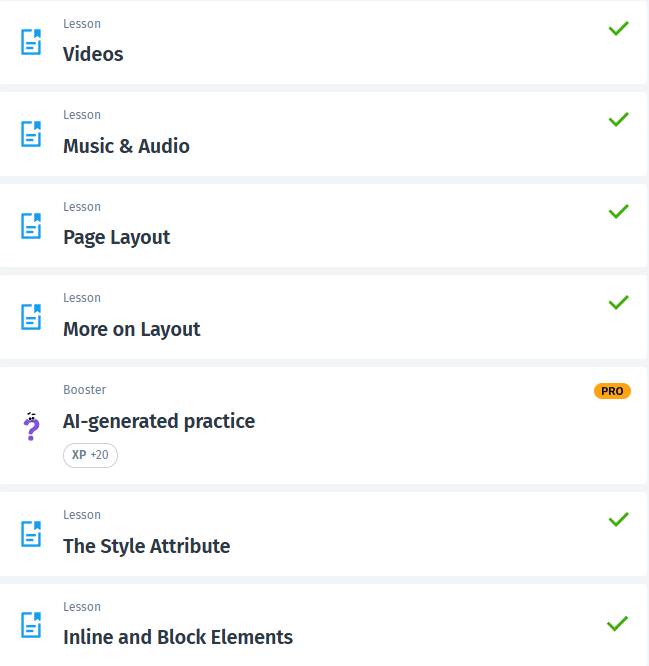 Lesson
Videos
Lesson
Music & Audio
Lesson
Page Layout
Lesson
More on Layout
Booster
PRO
AI-generated practice
XP +20
Lesson
The Style Attribute
Lesson
Inline and Block Elements